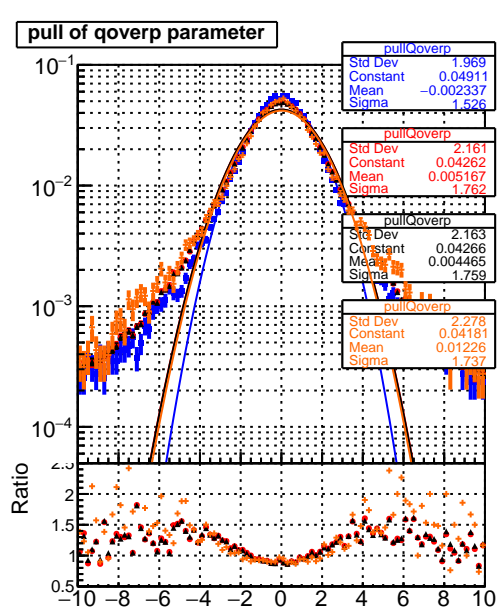 pull of qoverp parameter
pullQoverp
Std Dev 1.969
Constant 0.04911
Mean −0.002337
Sigma 1.526
pullQoverp
Std Dev 2.161
Constant 0.04262
Mean 0.005167
Sigma 1.762
pullQoverp
Std Dev 2.163
Constant 0.04266
Mean 0.004465
Sigma 1.759
pullQoverp
Std Dev 2.278
Constant 0.04181
Mean 0.01226
Sigma 1.737
10−1
10−2
10−3
10−4
Ratio
2.5
2
1.5
1
0.5
−10 −8 −6 −4 −2 0 2 4 6 8 10